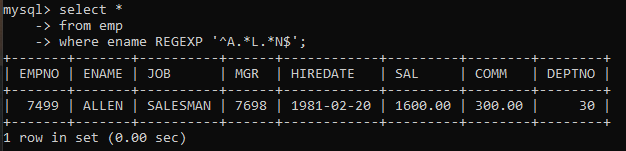 mysql> select *
    -> from emp
    -> where ename REGEXP '^A.*L.*N$';
+-------+-------+----------+------+------------+---------+--------+--------+
| EMPNO | ENAME | JOB      | MGR  | HIREDATE   | SAL     | COMM   | DEPTNO |
+-------+-------+----------+------+------------+---------+--------+--------+
|  7499 | ALLEN | SALESMAN | 7698 | 1981-02-20 | 1600.00 | 300.00 |     30 |
+-------+-------+----------+------+------------+---------+--------+--------+
1 row in set (0.00 sec)